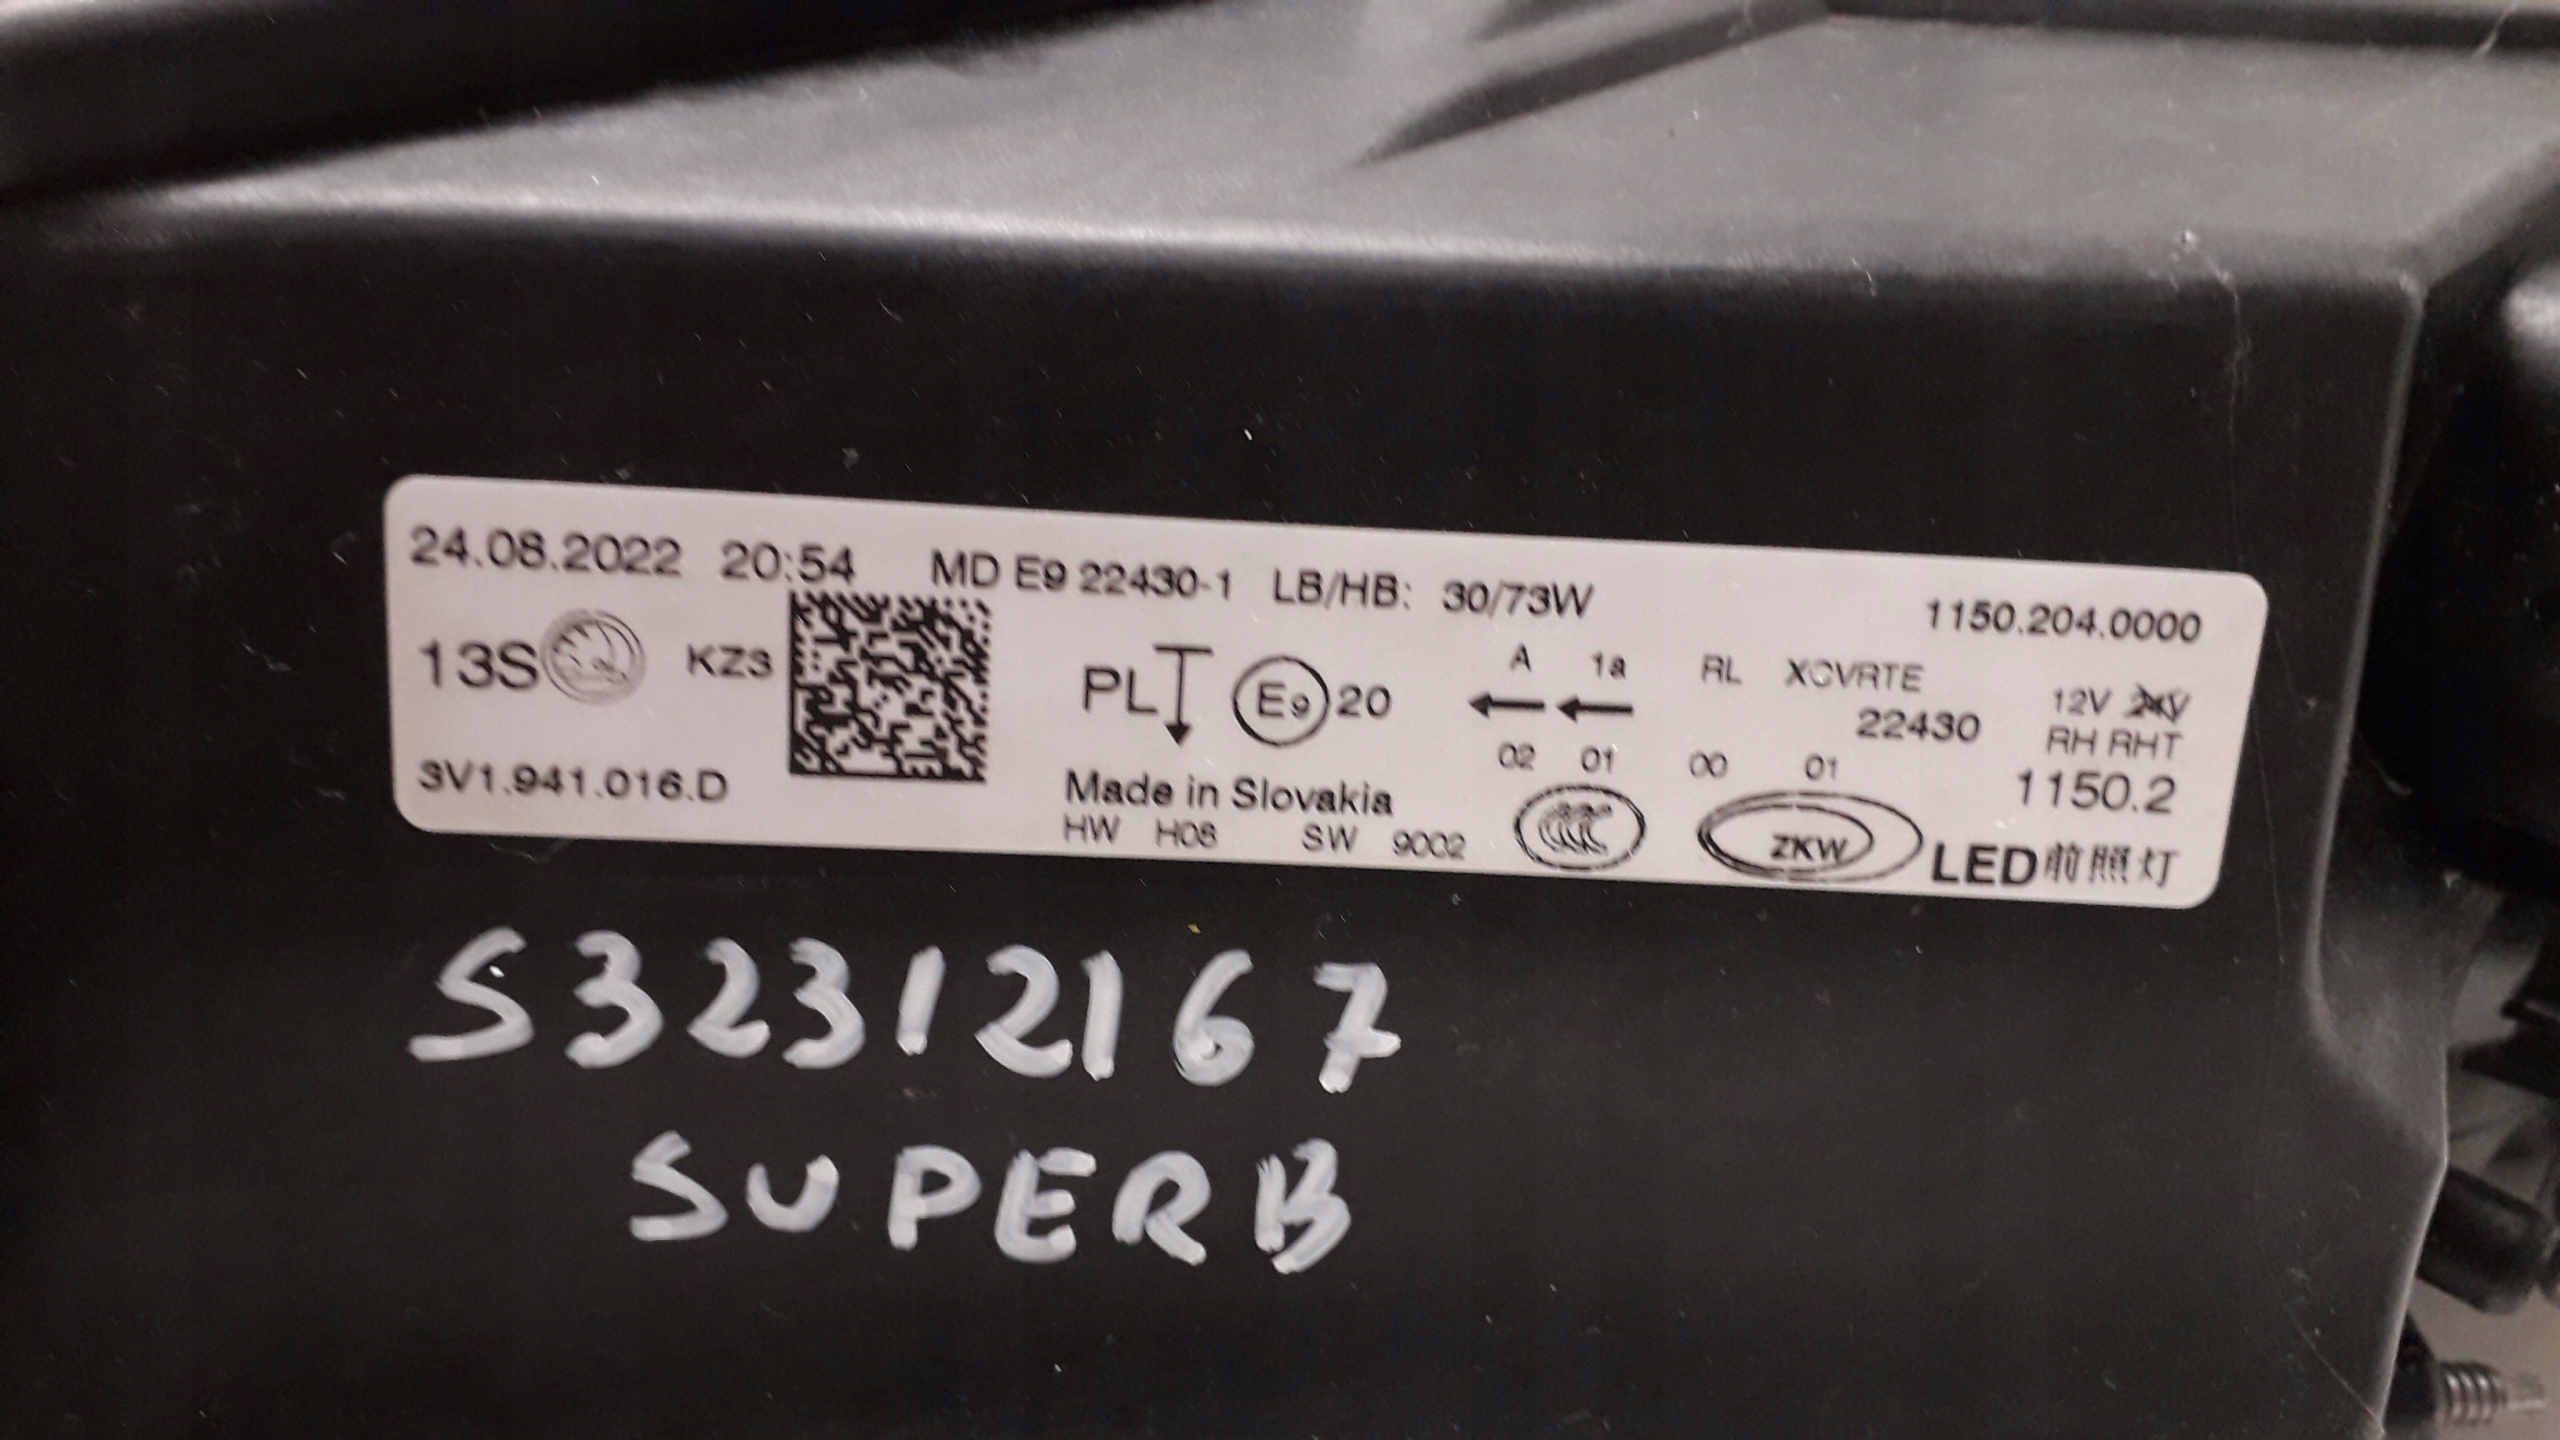 24.08.2022 20:54 MD E9 22430-1 LB/HB: 30/73W 1150.204.0000
13S KZ3 PL E9 20 A 1a RL XCVRTE 12V 24V
22430 RH RHT
02 01 00 01 1150.2
3V1.941.016.D Made in Slovakia
HW H06 SW 9002 CCC ZKW LED前照灯
S32312167
SUPERB